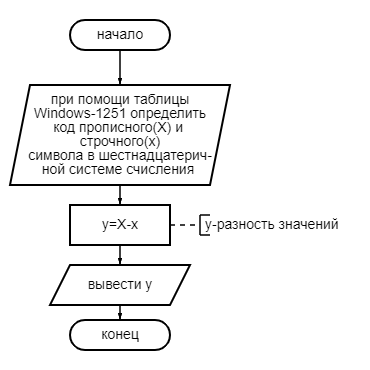 начало
при помощи таблицы
Windows-1251 определить
код прописного(X) и
строчного(x)
символа в шестнадцатерич-
ной системе счисления
y=X-x
y-разность значений
вывести y
конец